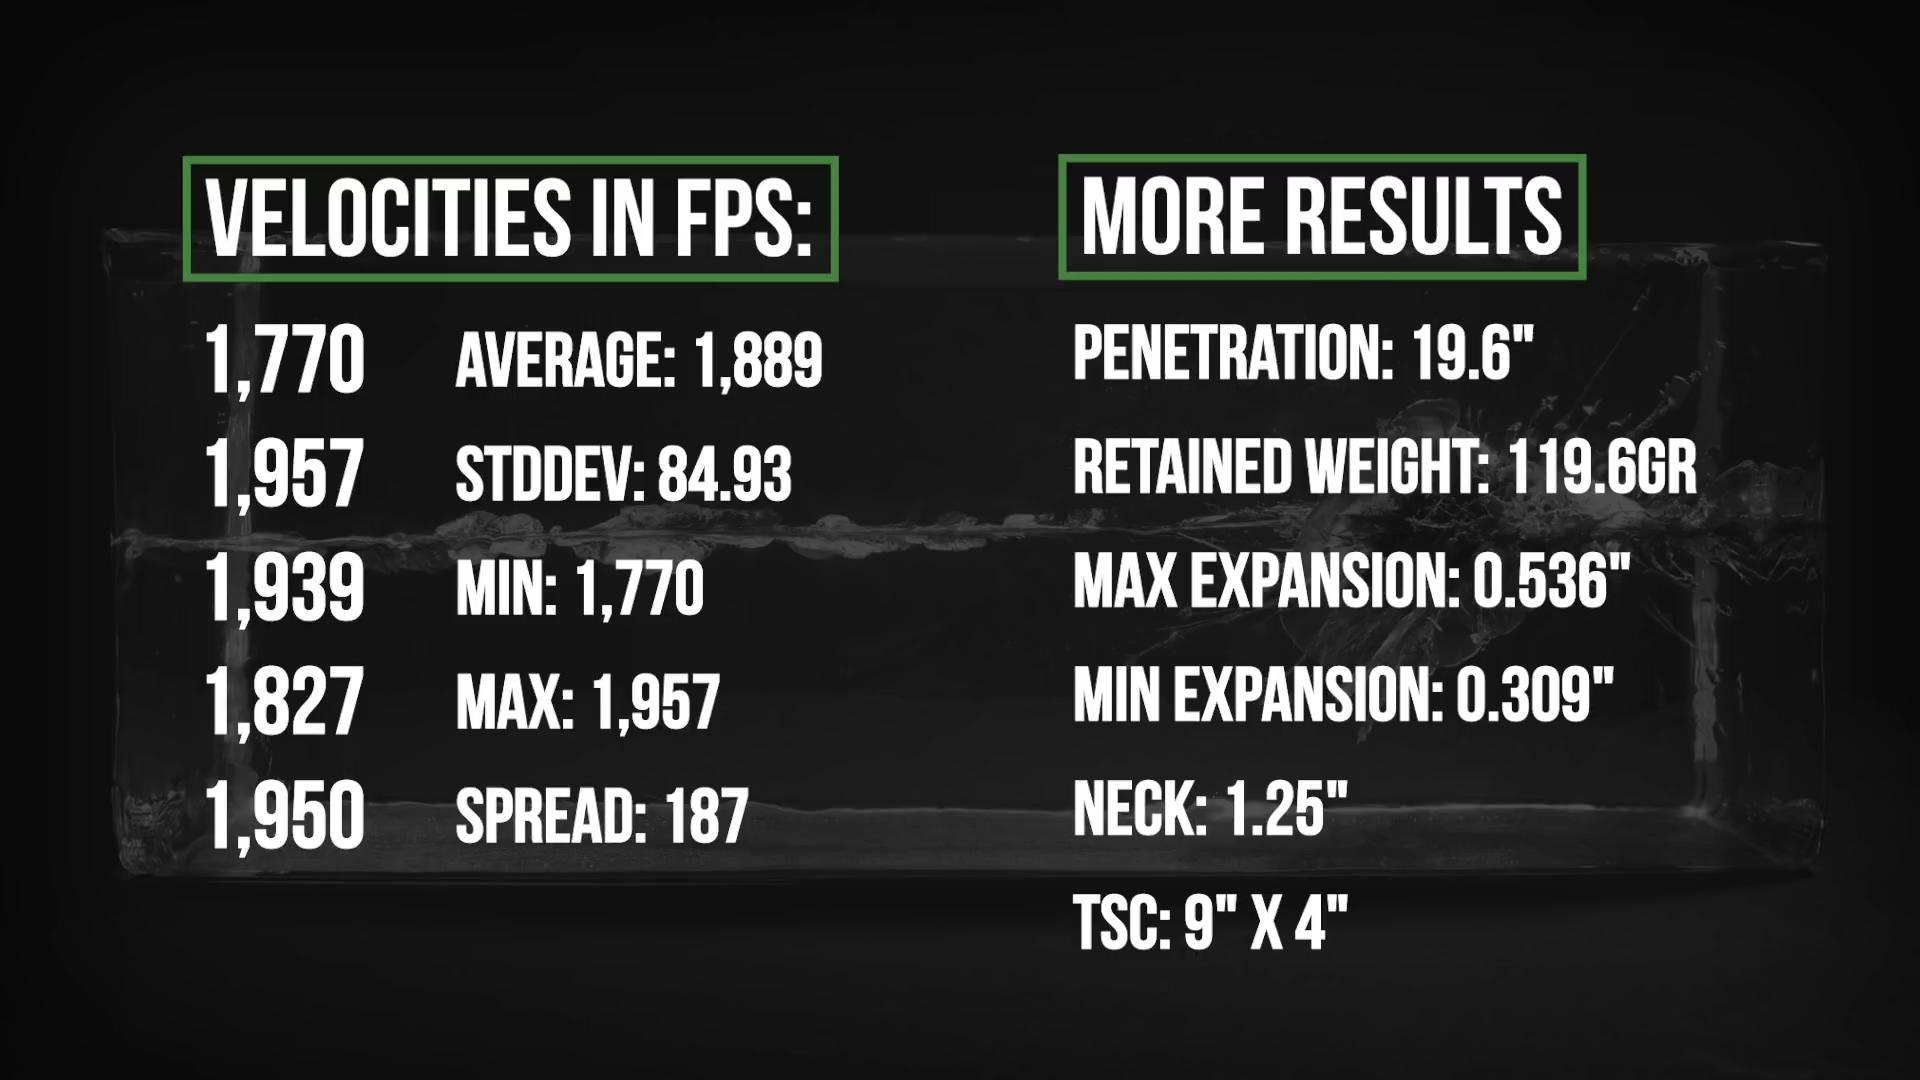 VELOCITIES IN FPS:
1,770
1,957
1,939
1,827
1,950
AVERAGE: 1,889
STDDEV: 84.93
MIN: 1,770
MAX: 1,957
SPREAD: 187
MORE RESULTS
PENETRATION: 19.6"
RETAINED WEIGHT: 119.6GR
MAX EXPANSION: 0.536"
MIN EXPANSION: 0.309"
NECK: 1.25"
TSC: 9" X 4"